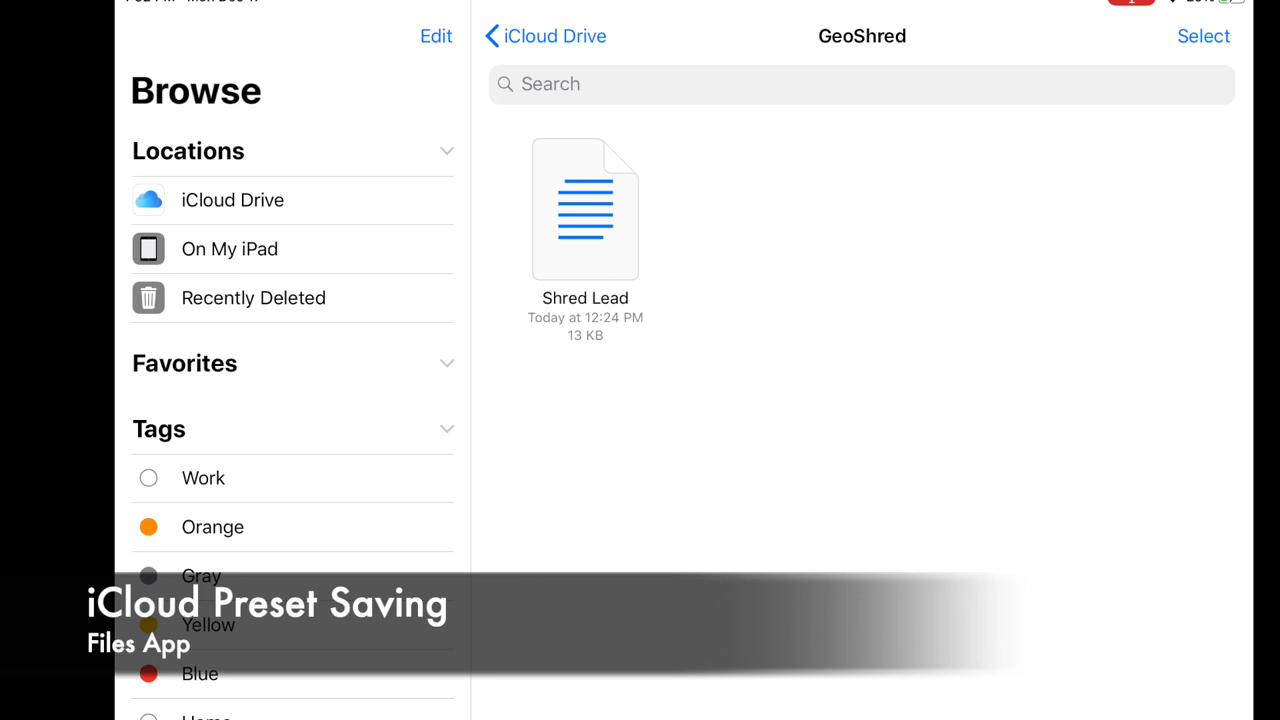 Edit
iCloud Drive
GeoShred
Select
Browse
Search
Locations
iCloud Drive
On My iPad
Recently Deleted
Shred Lead
Today at 12:24 PM
13 KB
Favorites
Tags
Work
Orange
Gray
iCloud Preset Saving
Yellow
Files App
Blue